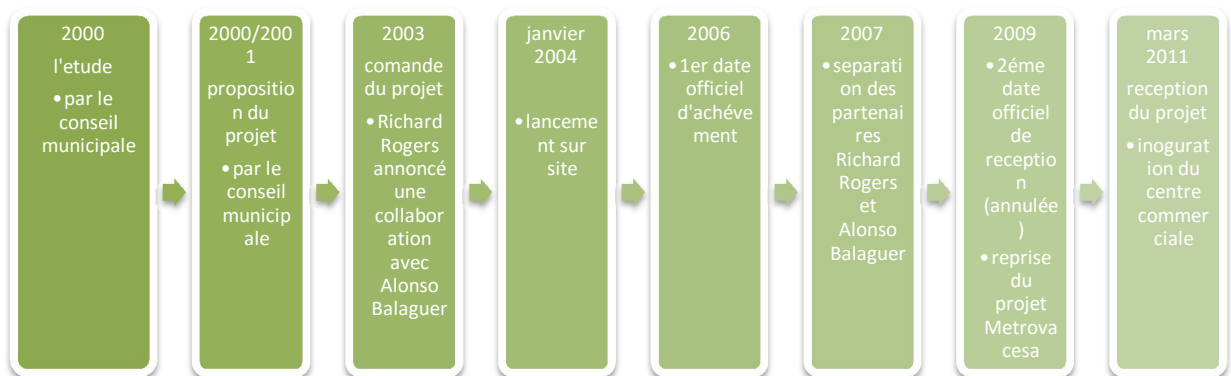 2000
l'etude
• par le
conseil
municipale
2000/200
1
propositio
n du
projet
• par le
conseil
municip
ale
2003
comande
du projet
• Richard
Rogers
annoncé
une
collabor
ation
avec
Alonso
Balaguer
janvier
2004
• lanceme
nt sur
site
2006
• 1er date
officiel
d'achéve
ment
2007
• separati
on des
partenai
res
Richard
Rogers
et
Alonso
Balaguer
2009
• 2éme
date
officiel
de
receptio
n
(annulée
)
• reprise
du
projet
Metrova
cesa
mars
2011
reception
du projet
• inogurat
ion du
centre
commer
ciale